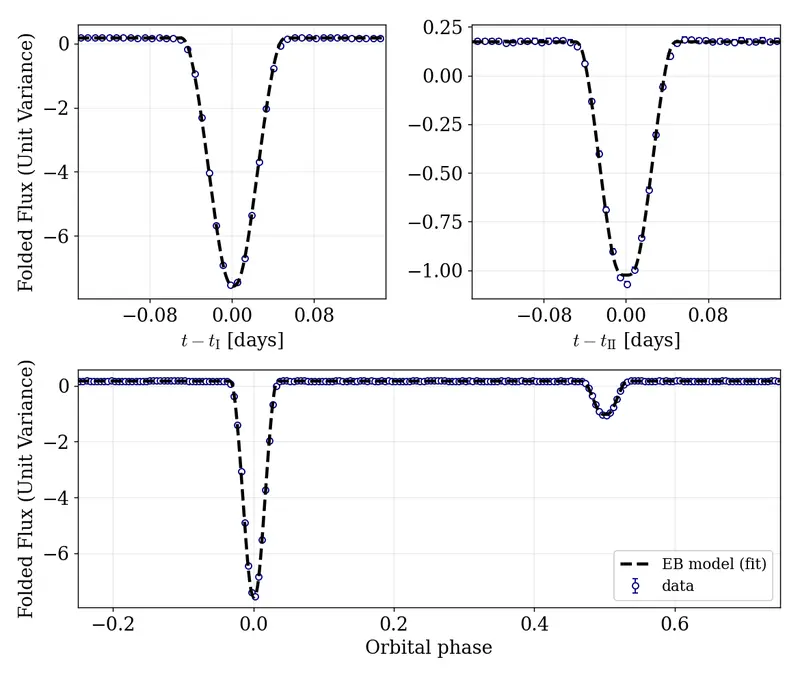 Folded Flux (Unit Variance)
0
−2
−4
−6
−0.08 0.00 0.08
t − t_I [days]
0.25
0.00
−0.25
−0.50
−0.75
−1.00
−0.08 0.00 0.08
t − t_II [days]
Folded Flux (Unit Variance)
0
−2
−4
−6
−0.2 0.0 0.2 0.4 0.6
Orbital phase
EB model (fit)
data